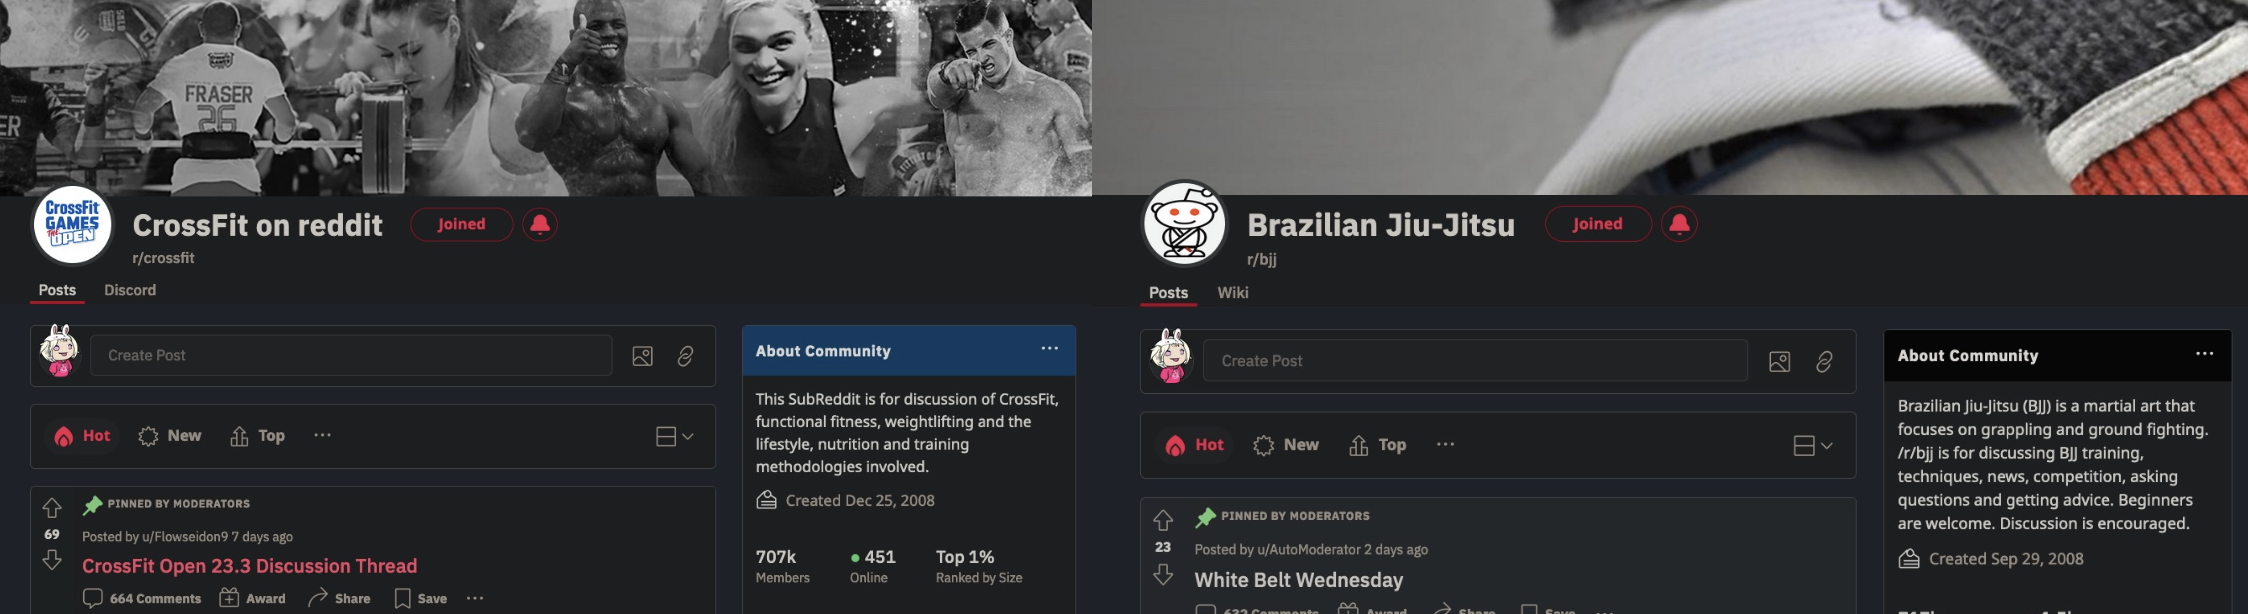 ER
FRASER
26
CrossFit
GAMES
THE
OPEN
CrossFit on reddit
Joined
r/crossfit
Posts
Discord
Create Post
Hot
New
Top
PINNED BY MODERATORS
69
Posted by u/Flowseidon9 7 days ago
CrossFit Open 23.3 Discussion Thread
664 Comments
Award
Share
Save
About Community
This SubReddit is for discussion of CrossFit,
functional fitness, weightlifting and the
lifestyle, nutrition and training
methodologies involved.
Created Dec 25, 2008
707k
451
Top 1%
Members
Online
Ranked by Size
Brazilian Jiu-Jitsu
Joined
r/bjj
Posts
Wiki
Create Post
Hot
New
Top
PINNED BY MODERATORS
23
Posted by u/AutoModerator 2 days ago
White Belt Wednesday
632 Comments
Award
Share
Save
About Community
Brazilian Jiu-Jitsu (BJJ) is a martial art that
focuses on grappling and ground fighting.
/r/bjj is for discussing BJJ training,
techniques, news, competition, asking
questions and getting advice. Beginners
are welcome. Discussion is encouraged.
Created Sep 29, 2008